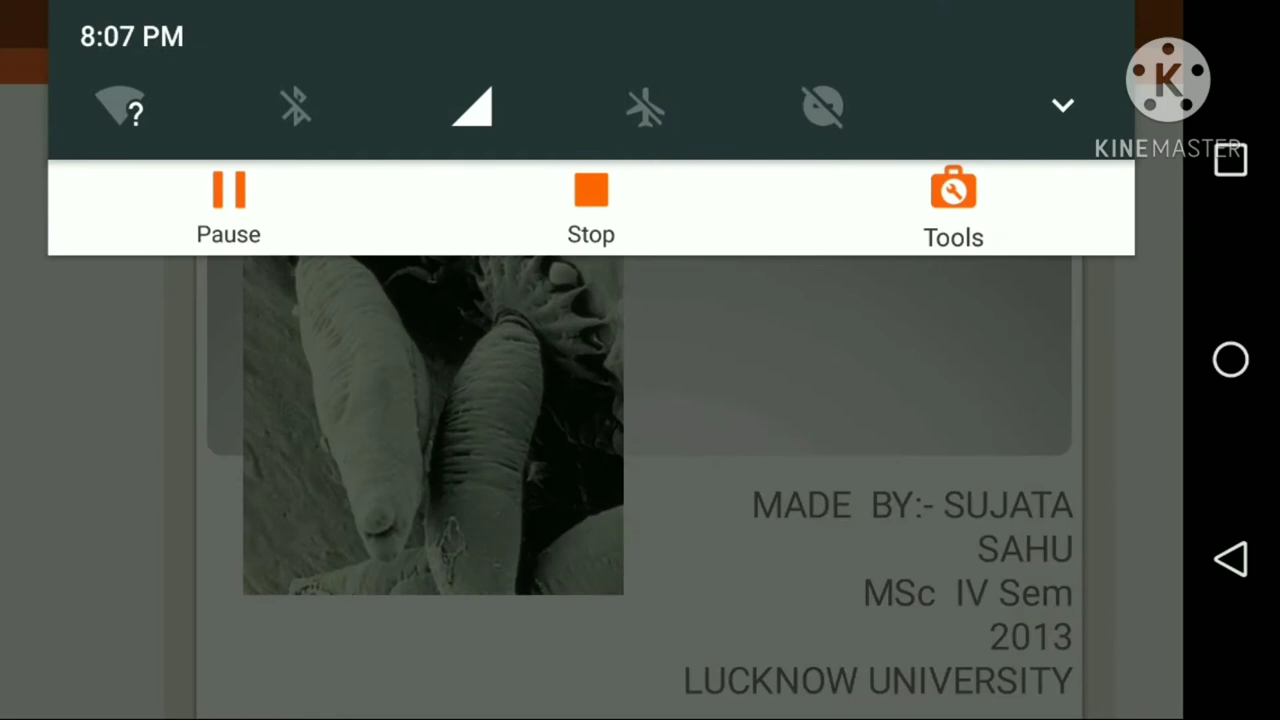 8:07 PM
?
K
KINEMASTER
Pause
Stop
Tools
MADE BY:- SUJATA
SAHU
MSc IV Sem
2013
LUCKNOW UNIVERSITY